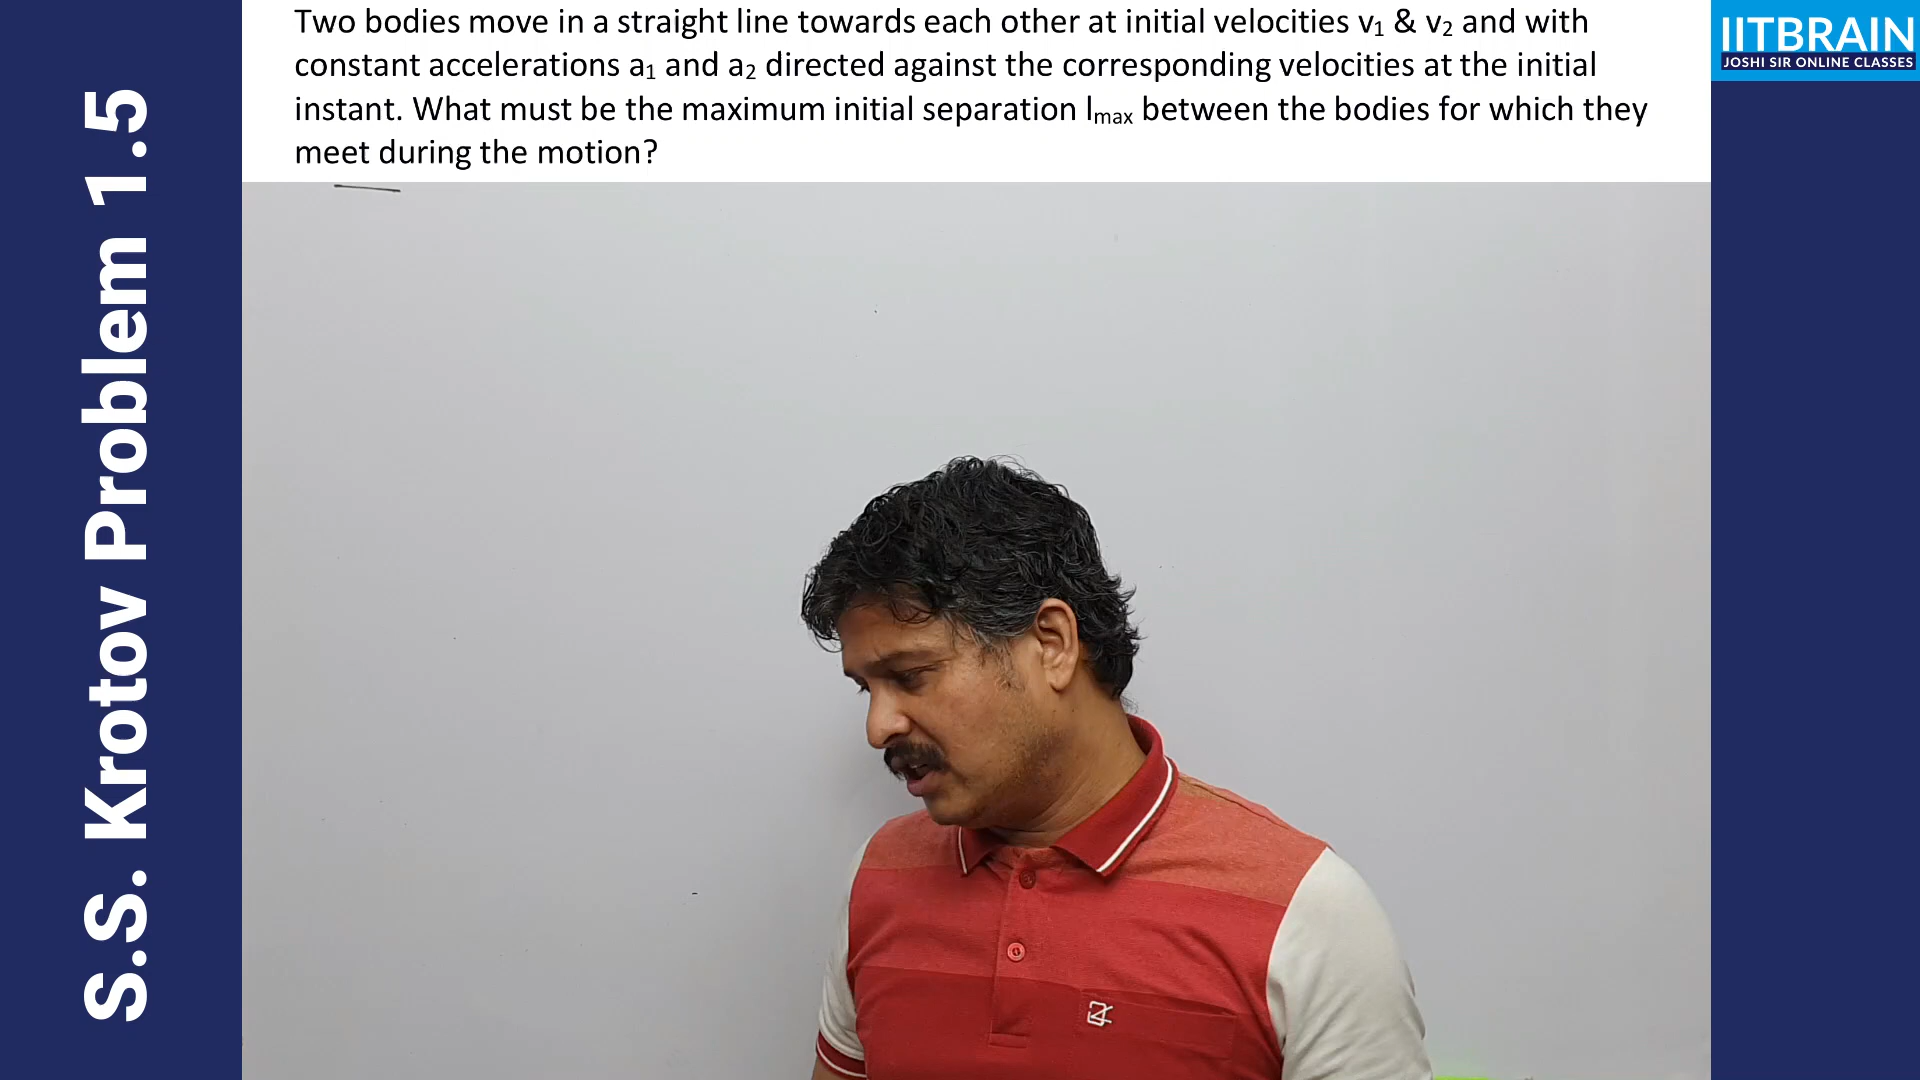 Two bodies move in a straight line towards each other at initial velocities v₁ & v₂ and with
constant accelerations a₁ and a₂ directed against the corresponding velocities at the initial
instant. What must be the maximum initial separation lₘₐₓ between the bodies for which they
meet during the motion?
IITBRAIN
JOSHI SIR ONLINE CLASSES
S.S. Krotov Problem 1.5